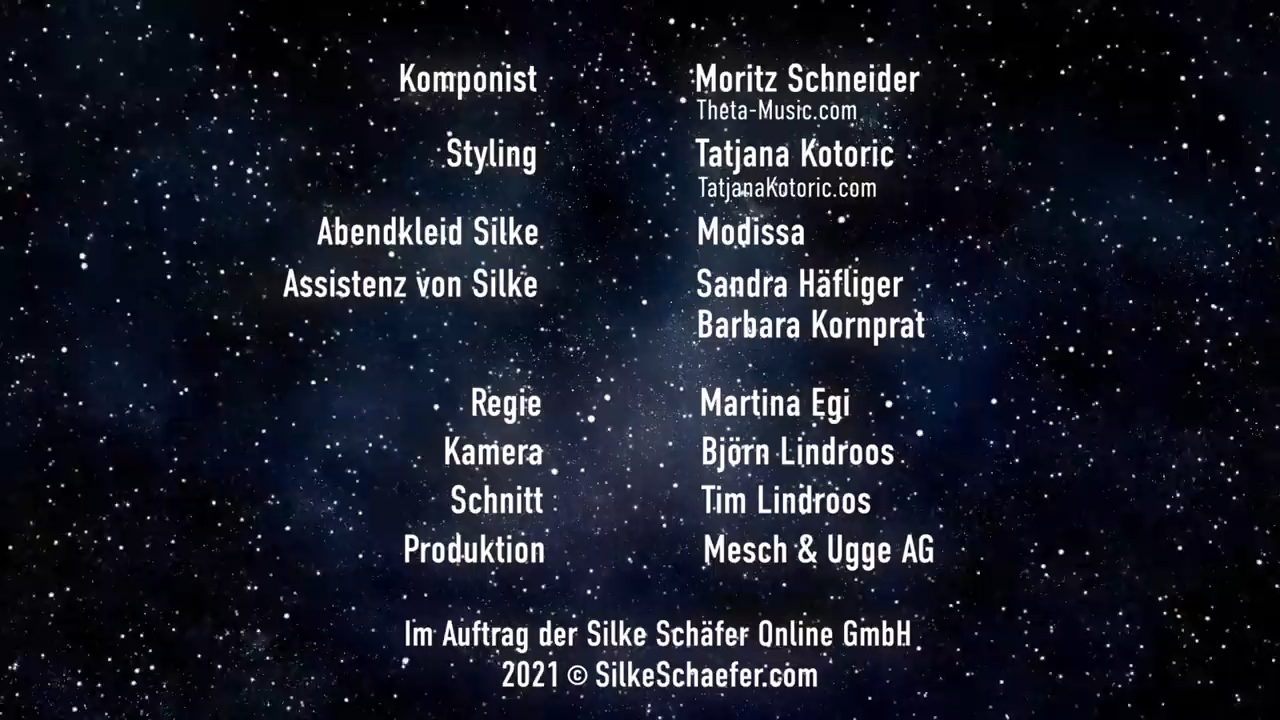 Komponist Moritz Schneider
Theta-Music.com
Styling Tatjana Kotoric
TatjanaKotoric.com
Abendkleid Silke Modissa
Assistenz von Silke Sandra Häfliger
Barbara Kornprat
Regie Martina Egi
Kamera Björn Lindroos
Schnitt Tim Lindroos
Produktion Mesch & Ugge AG
Im Auftrag der Silke Schäfer Online GmbH
2021 © SilkeSchaefer.com